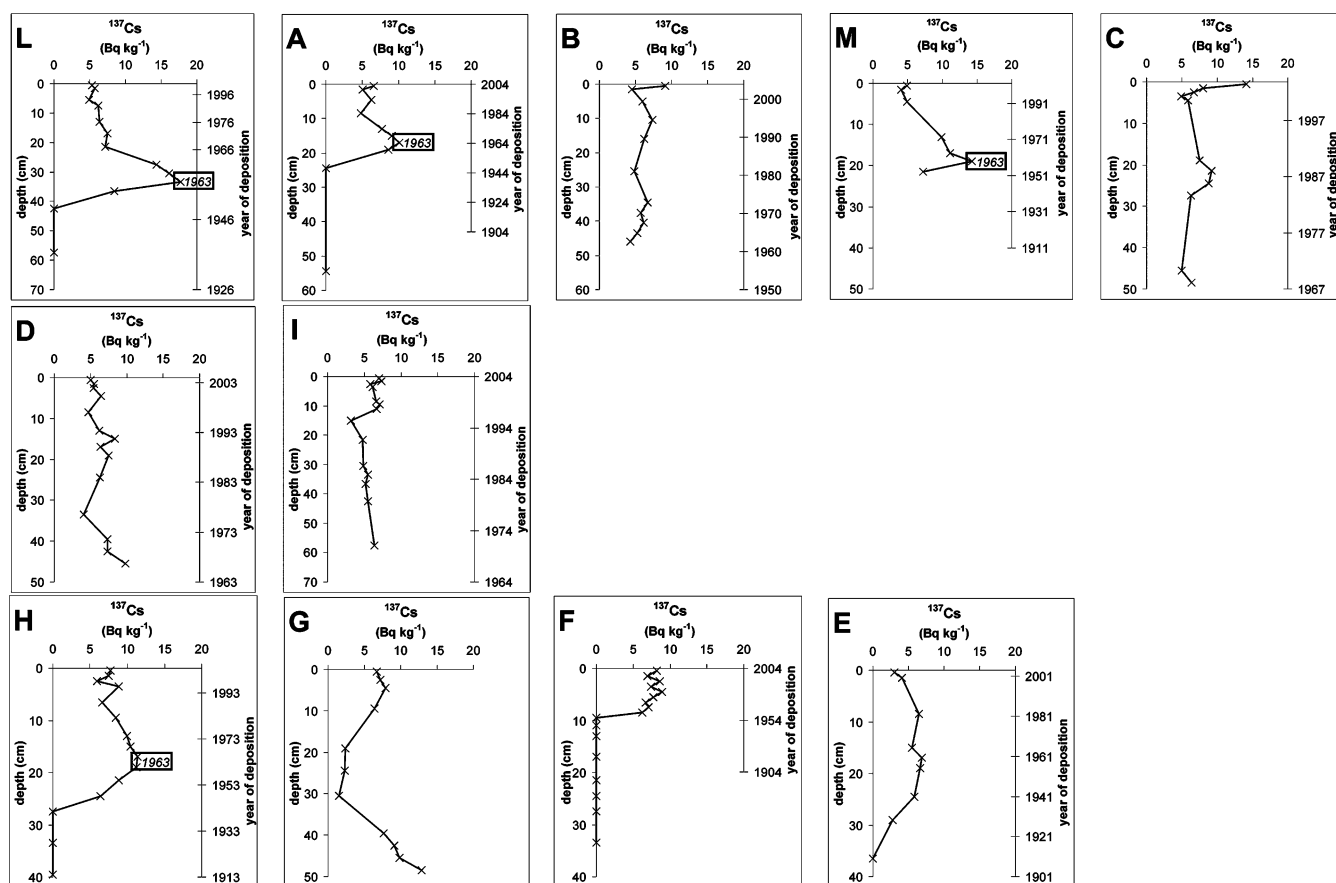 L
137Cs
(Bq kg-1)
0 5 10 15 20
0
10
20
30
40
50
60
70
depth (cm)
1963
1996
1976
1966
1946
1926
year of deposition
A
137Cs
(Bq kg-1)
0 5 10 15 20
0
10
20
30
40
50
60
depth (cm)
1963
2004
1984
1964
1944
1924
1904
year of deposition
B
137Cs
(Bq kg-1)
0 5 10 15 20
0
10
20
30
40
50
60
depth (cm)
2000
1990
1980
1970
1960
1950
year of deposition
M
137Cs
(Bq kg-1)
0 5 10 15 20
0
10
20
30
40
50
depth (cm)
1963
1991
1971
1951
1931
1911
year of deposition
C
137Cs
(Bq kg-1)
0 5 10 15 20
0
10
20
30
40
50
depth (cm)
1997
1987
1977
1967
year of deposition
D
137Cs
(Bq kg-1)
0 5 10 15 20
0
10
20
30
40
50
depth (cm)
2003
1993
1983
1973
1963
year of deposition
I
137Cs
(Bq kg-1)
0 5 10 15 20
0
10
20
30
40
50
60
70
depth (cm)
2004
1994
1984
1974
1964
year of deposition
H
137Cs
(Bq kg-1)
0 5 10 15 20
0
10
20
30
40
depth (cm)
1963
1993
1973
1953
1933
1913
year of deposition
G
137Cs
(Bq kg-1)
0 5 10 15 20
0
10
20
30
40
50
depth (cm)
F
137Cs
(Bq kg-1)
0 5 10 15 20
0
10
20
30
40
depth (cm)
2004
1954
1904
year of deposition
E
137Cs
(Bq kg-1)
0 5 10 15 20
0
10
20
30
40
depth (cm)
2001
1981
1961
1941
1921
1901
year of deposition